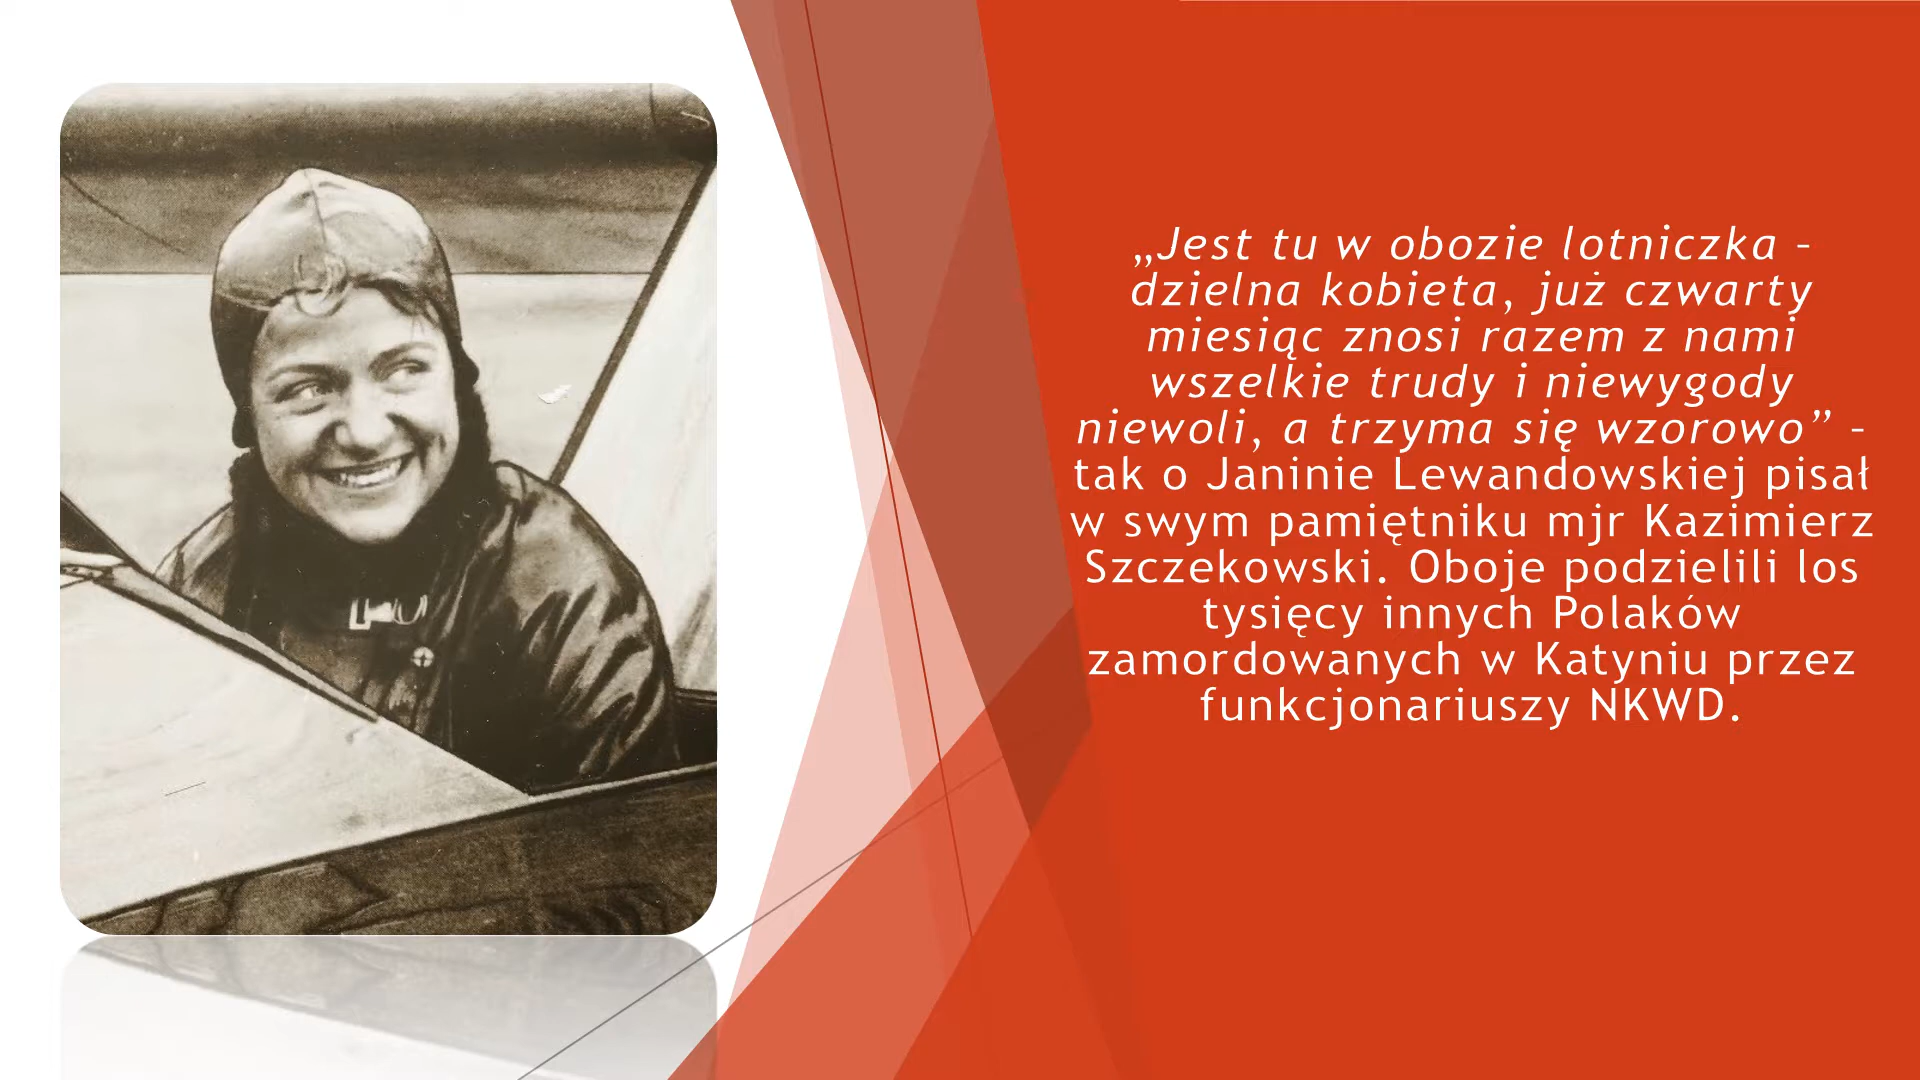 „Jest tu w obozie lotniczka –
dzielna kobieta, już czwarty
miesiąc znosi razem z nami
wszelkie trudy i niewygody
niewoli, a trzyma się wzorowo” –
tak o Janinie Lewandowskiej pisał
w swym pamiętniku mjr Kazimierz
Szczekowski. Oboje podzielili los
tysięcy innych Polaków
zamordowanych w Katyniu przez
funkcjonariuszy NKWD.